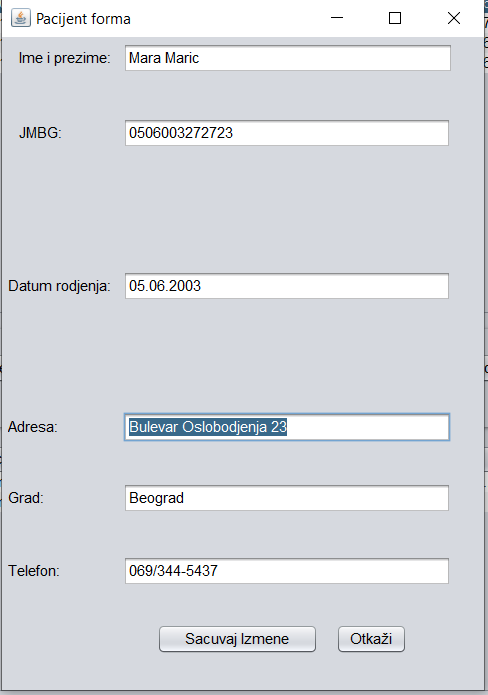 Pacijent forma
Ime i prezime: Mara Maric
JMBG: 0506003272723
Datum rodjenja: 05.06.2003
Adresa: Bulevar Oslobodjenja 23
Grad: Beograd
Telefon: 069/344-5437
Sacuvaj Izmene Otkaži